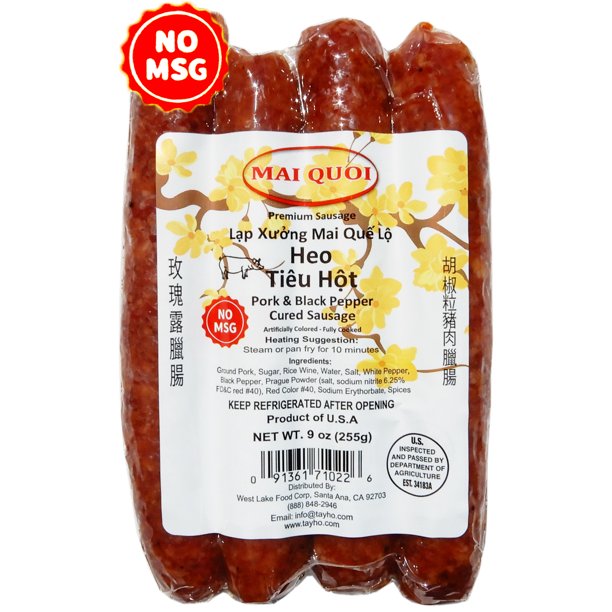 NO
MSG
MAI QUOI
Premium Sausage
Lạp Xưởng Mai Quế Lộ
Heo
Tiêu Hột
Pork & Black Pepper
Cured Sausage
Artificially Colored - Fully Cooked
Heating Suggestion:
Steam or pan fry for 10 minutes
NO
MSG
玫瑰露臘腸
胡椒粒豬肉臘腸
Ingredients:
Ground Pork, Sugar, Rice Wine, Water, Salt, White Pepper,
Black Pepper, Prague Powder (salt, sodium nitrite 6.25%
FD&C red #40), Red Color #40, Sodium Erythorbate, Spices
KEEP REFRIGERATED AFTER OPENING
Product of U.S.A
NET WT. 9 oz (255g)
0 91361 71022 6
U.S.
INSPECTED
AND PASSED BY
DEPARTMENT OF
AGRICULTURE
EST. 34183A
Distributed By:
West Lake Food Corp, Santa Ana, CA 92703
(888) 848-2946
Email: info@tayho.com
www.tayho.com